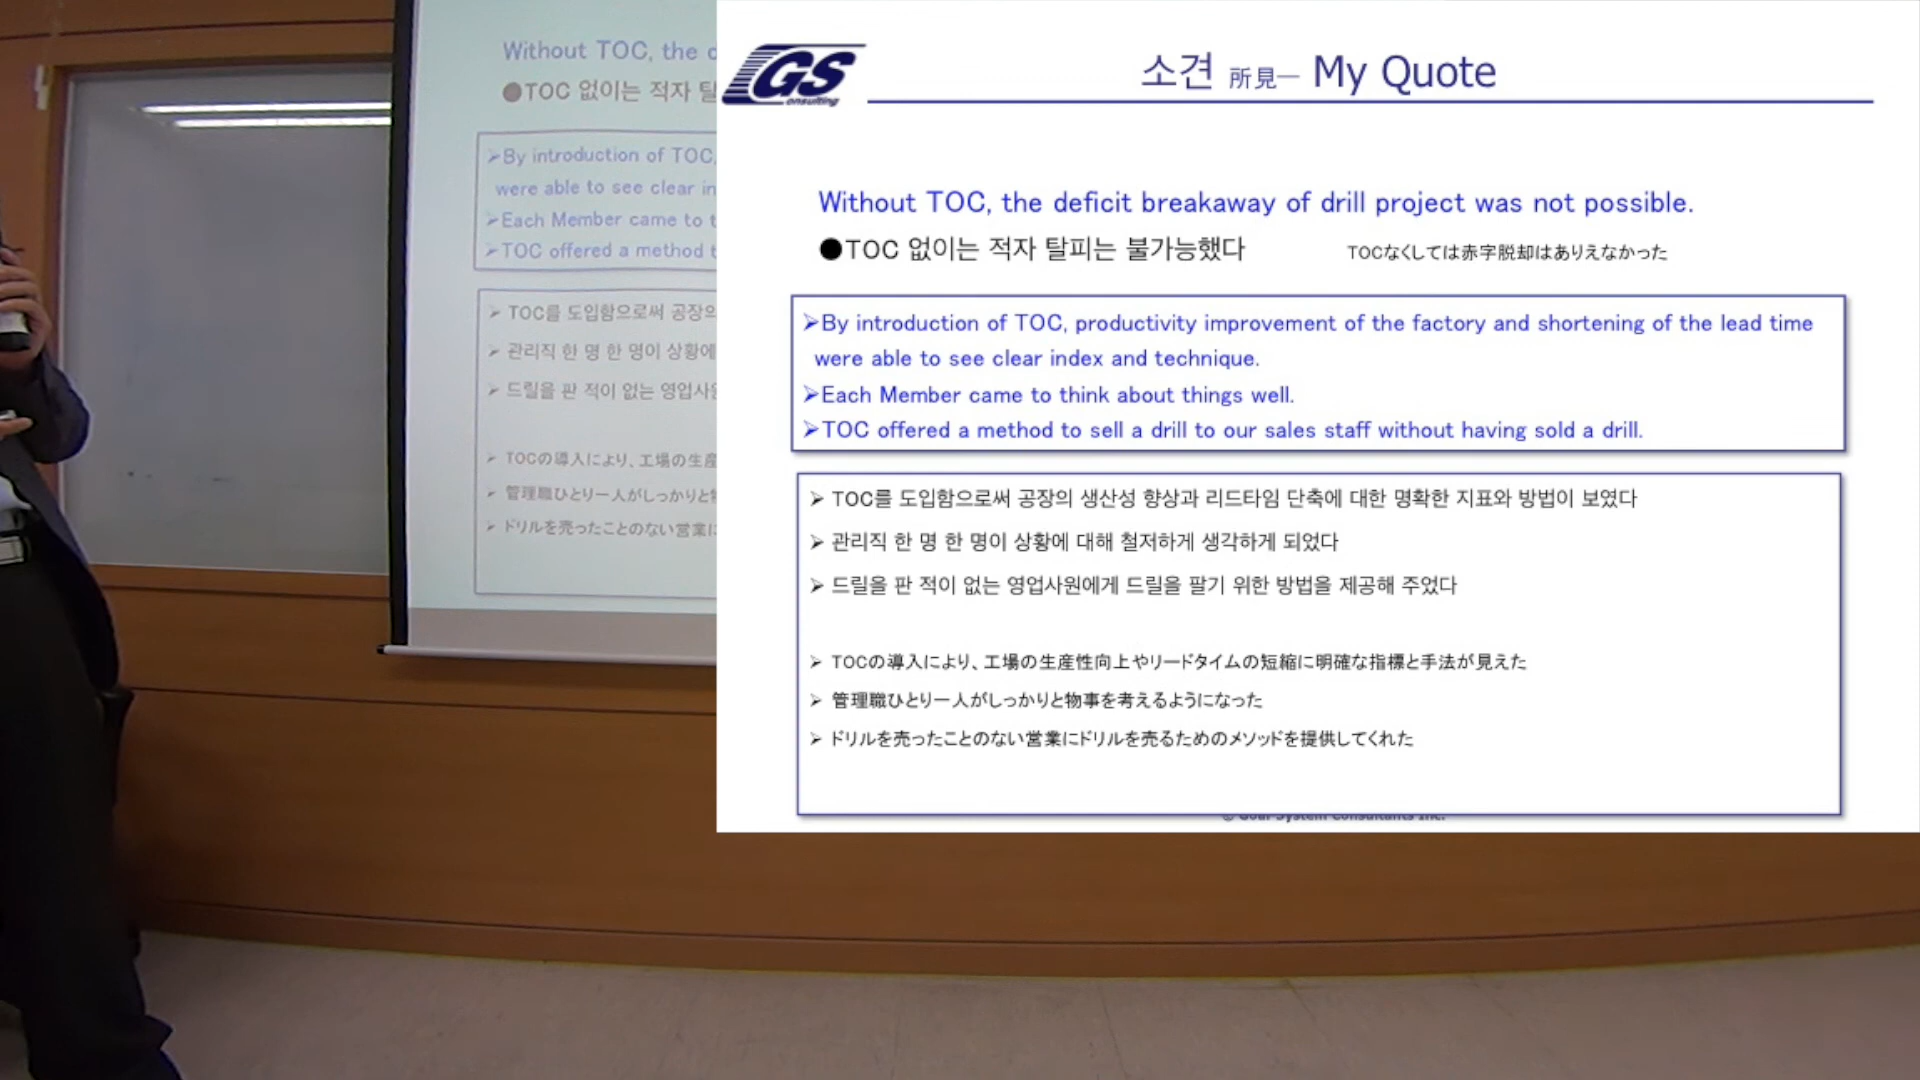 Without TOC, the
●TOC 없이는 적자 탈
➢By introduction of TOC,
were able to see clear in
➢Each Member came to t
➢TOC offered a method t
➢ TOC를 도입함으로써 공장의
➢ 관리직 한 명 한 명이 상황에
➢ 드릴을 판 적이 없는 영업사원
➢ TOCの導入により、工場の生産
➢ 管理職ひとり一人がしっかりと物
➢ ドリルを売ったことのない営業に
GS
onsulting
소견 所見― My Quote
Without TOC, the deficit breakaway of drill project was not possible.
●TOC 없이는 적자 탈피는 불가능했다
TOCなくしては赤字脱却はありえなかった
➢By introduction of TOC, productivity improvement of the factory and shortening of the lead time
were able to see clear index and technique.
➢Each Member came to think about things well.
➢TOC offered a method to sell a drill to our sales staff without having sold a drill.
➢ TOC를 도입함으로써 공장의 생산성 향상과 리드타임 단축에 대한 명확한 지표와 방법이 보였다
➢ 관리직 한 명 한 명이 상황에 대해 철저하게 생각하게 되었다
➢ 드릴을 판 적이 없는 영업사원에게 드릴을 팔기 위한 방법을 제공해 주었다
➢ TOCの導入により、工場の生産性向上やリードタイムの短縮に明確な指標と手法が見えた
➢ 管理職ひとり一人がしっかりと物事を考えるようになった
➢ ドリルを売ったことのない営業にドリルを売るためのメソッドを提供してくれた
© Goal System Consultants Inc.